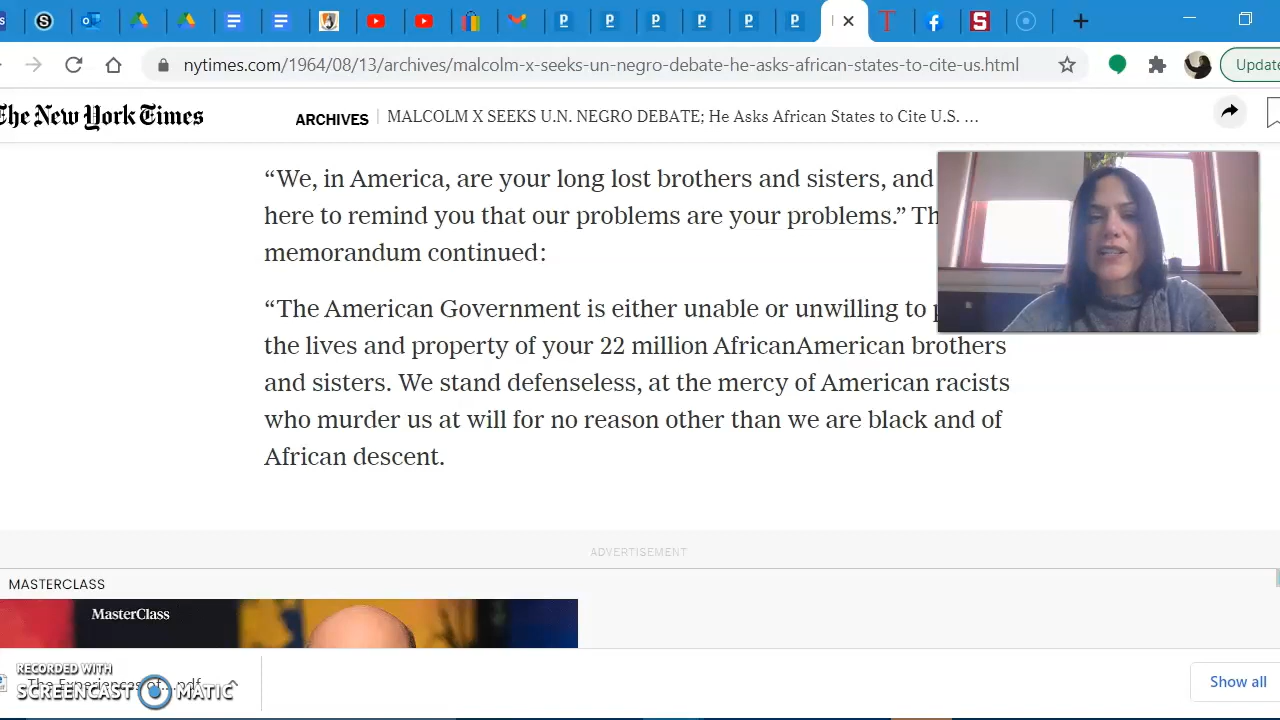 nytimes.com/1964/08/13/archives/malcolm-x-seeks-un-negro-debate-he-asks-african-states-to-cite-us.html
Update
The New York Times
ARCHIVES
MALCOLM X SEEKS U.N. NEGRO DEBATE; He Asks African States to Cite U.S. ...
“We, in America, are your long lost brothers and sisters, and
here to remind you that our problems are your problems.” Th
memorandum continued:
“The American Government is either unable or unwilling to p
the lives and property of your 22 million AfricanAmerican brothers
and sisters. We stand defenseless, at the mercy of American racists
who murder us at will for no reason other than we are black and of
African descent.
ADVERTISEMENT
MASTERCLASS
MasterClass
RECORDED WITH
SCREENCAST MATIC
The Experiences of....pdf
Show all